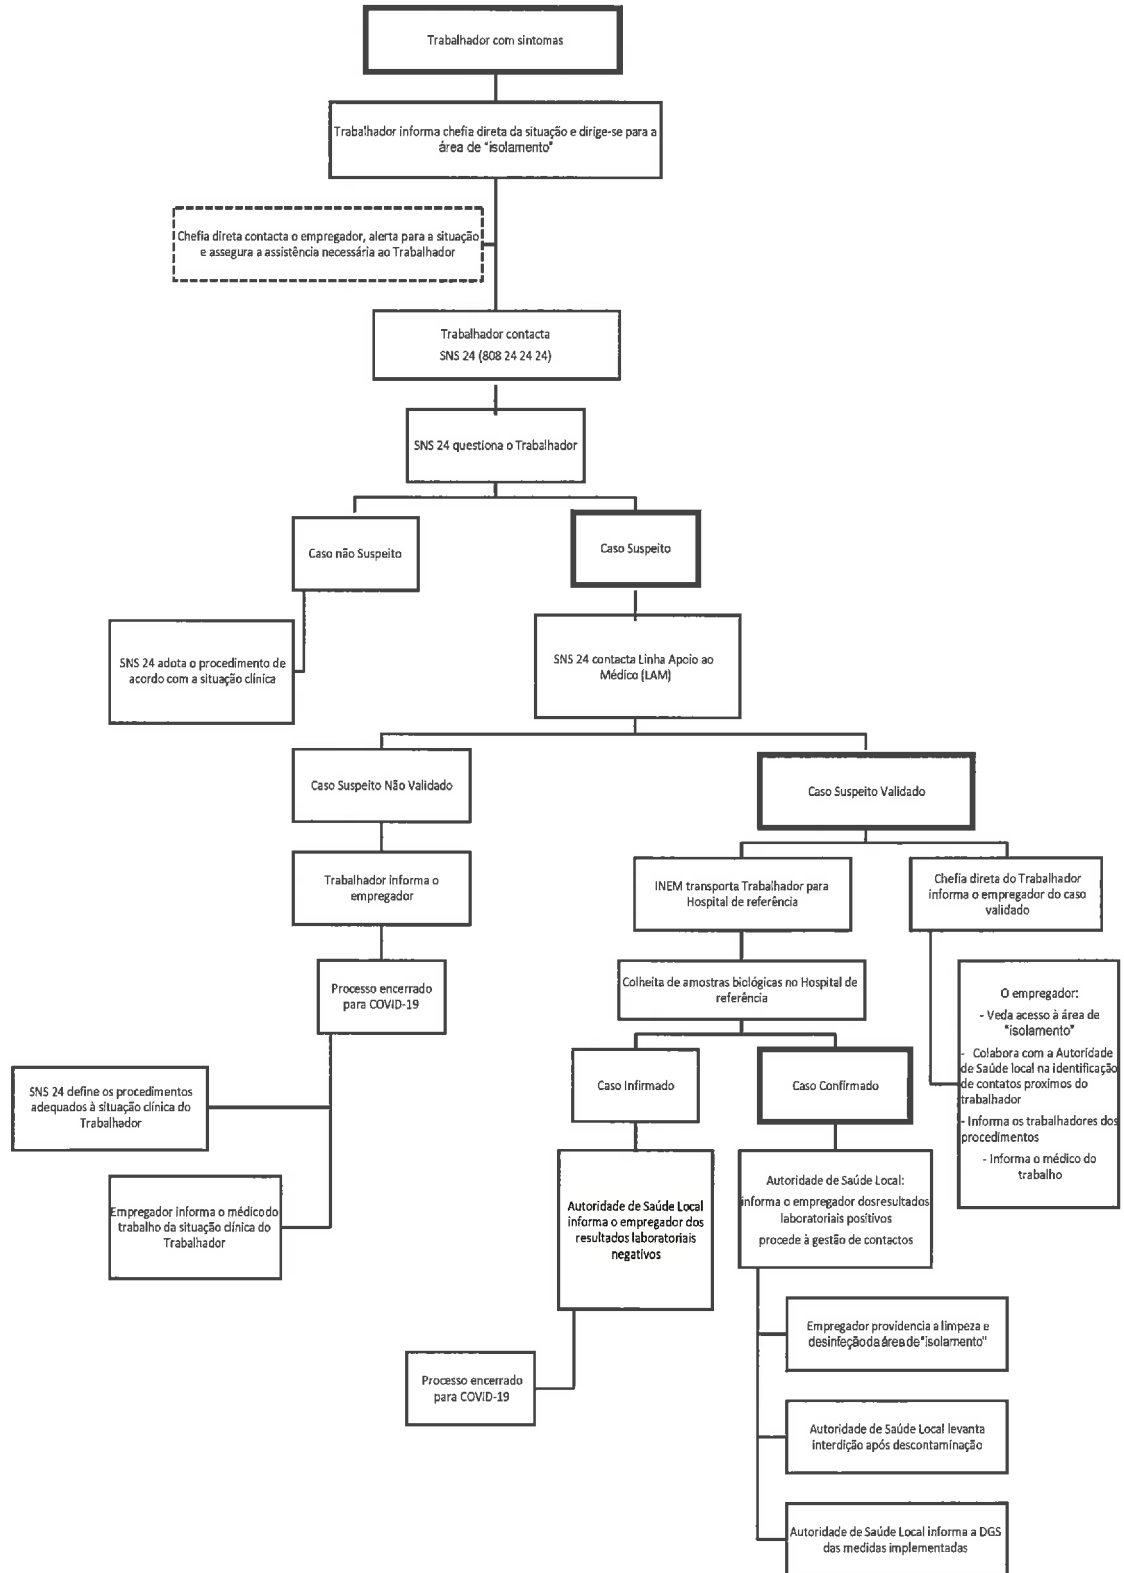 Trabalhador com sintomas
Trabalhador informa chefia direta da situação e dirige-se para a
área de "isolamento"
Chefia direta contacta o empregador, alerta para a situação
e assegura a assistência necessária ao Trabalhador
Trabalhador contacta
SNS 24 (808 24 24 24)
SNS 24 questiona o Trabalhador
Caso não Suspeito
Caso Suspeito
SNS 24 adota o procedimento de
acordo com a situação clínica
SNS 24 contacta Linha Apoio ao
Médico (LAM)
Caso Suspeito Não Validado
Caso Suspeito Validado
Trabalhador informa o
empregador
INEM transporta Trabalhador para
Hospital de referência
Chefia direta do Trabalhador
informa o empregador do caso
validado
Processo encerrado
para COVID-19
Colheita de amostras biológicas no Hospital de
referência
O empregador:
- Veda acesso à área de
"isolamento"
- Colabora com a Autoridade
de Saúde local na identificação
de contatos proximos do
trabalhador
- Informa os trabalhadores dos
procedimentos
- Informa o médico do
trabalho
SNS 24 define os procedimentos
adequados à situação clínica do
Trabalhador
Caso Infirmado
Caso Confirmado
Empregador informa o médico do
trabalho da situação clínica do
Trabalhador
Autoridade de Saúde Local
informa o empregador dos
resultados laboratoriais
negativos
Autoridade de Saúde Local:
informa o empregador dosresultados
laboratoriais positivos
procede à gestão de contactos
Processo encerrado
para COVID-19
Empregador providencia a limpeza e
desinfeção da área de "isolamento"
Autoridade de Saúde Local levanta
interdição após descontaminação
Autoridade de Saúde Local informa a DGS
das medidas implementadas